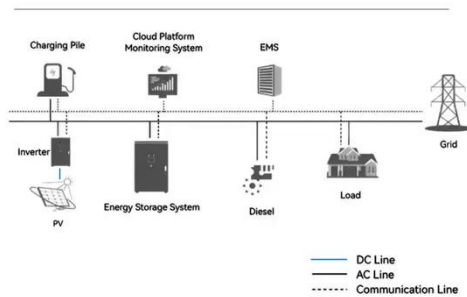 Charging Pile
Cloud Platform
Monitoring System
EMS
Inverter
Grid
PV
Energy Storage System
Diesel
Load
DC Line
AC Line
Communication Line